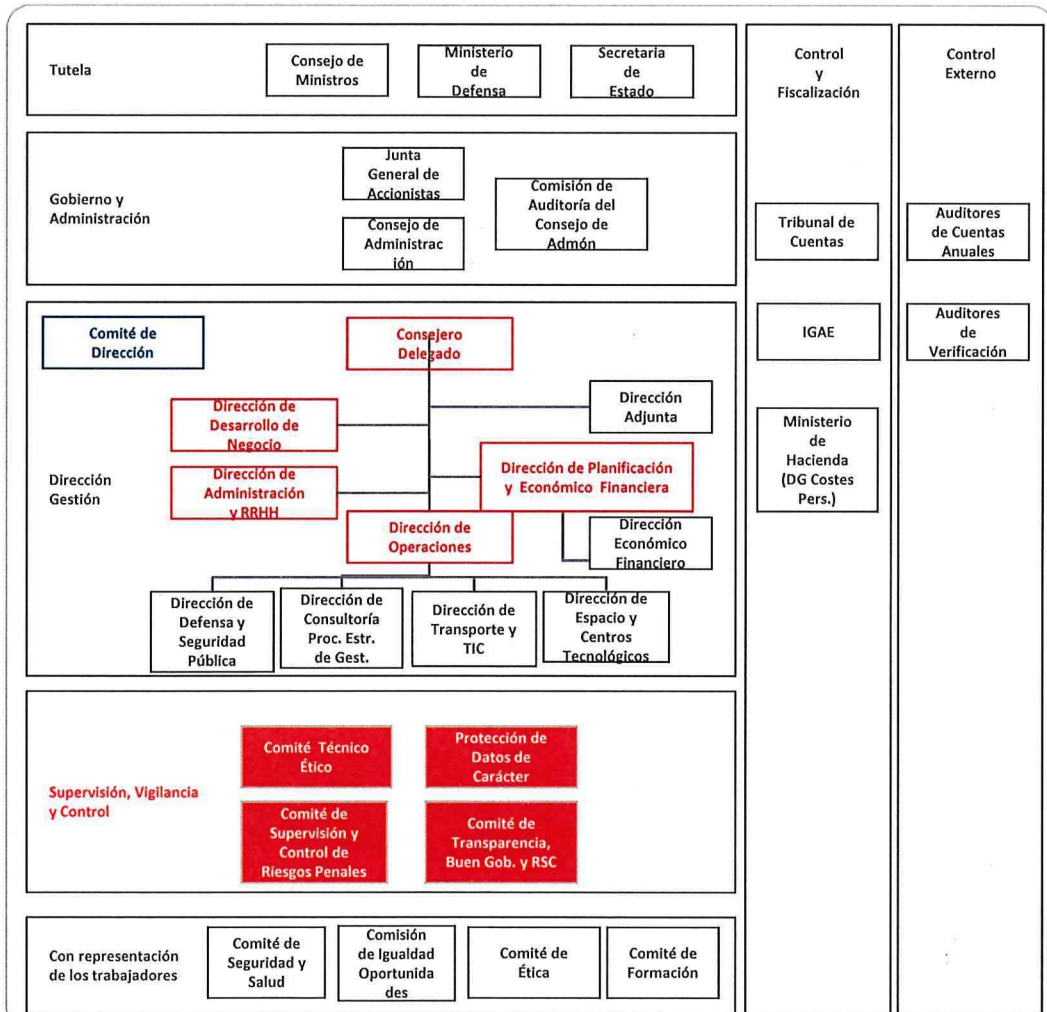 Tutela
Consejo de
Ministros
Ministerio
de
Defensa
Secretaria
de
Estado
Control
y
Fiscalización
Control
Externo
Gobierno y
Administración
Junta
General de
Accionistas
Consejo de
Administrac
ión
Comisión de
Auditoría del
Consejo de
Admón
Tribunal de
Cuentas
Auditores
de Cuentas
Anuales
Comité de
Dirección
Consejero
Delegado
IGAE
Auditores
de
Verificación
Dirección
Gestión
Dirección de
Desarrollo de
Negocio
Dirección
Adjunta
Dirección de
Administración
y RRHH
Dirección de Planificación
y Económico Financiera
Ministerio
de
Hacienda
(DG Costes
Pers.)
Dirección de
Operaciones
Dirección
Económico
Financiero
Dirección de
Defensa y
Seguridad
Pública
Dirección de
Consultoría
Proc. Estr.
de Gest.
Dirección de
Transporte y
TIC
Dirección de
Espacio y
Centros
Tecnológicos
Supervisión, Vigilancia
y Control
Comité Técnico
Ético
Protección de
Datos de
Carácter
Comité de
Supervisión y
Control de
Riesgos Penales
Comité de
Transparencia,
Buen Gob. y RSC
Con representación
de los trabajadores
Comité de
Seguridad y
Salud
Comisión
de Igualdad
Oportunida
des
Comité de
Ética
Comité de
Formación